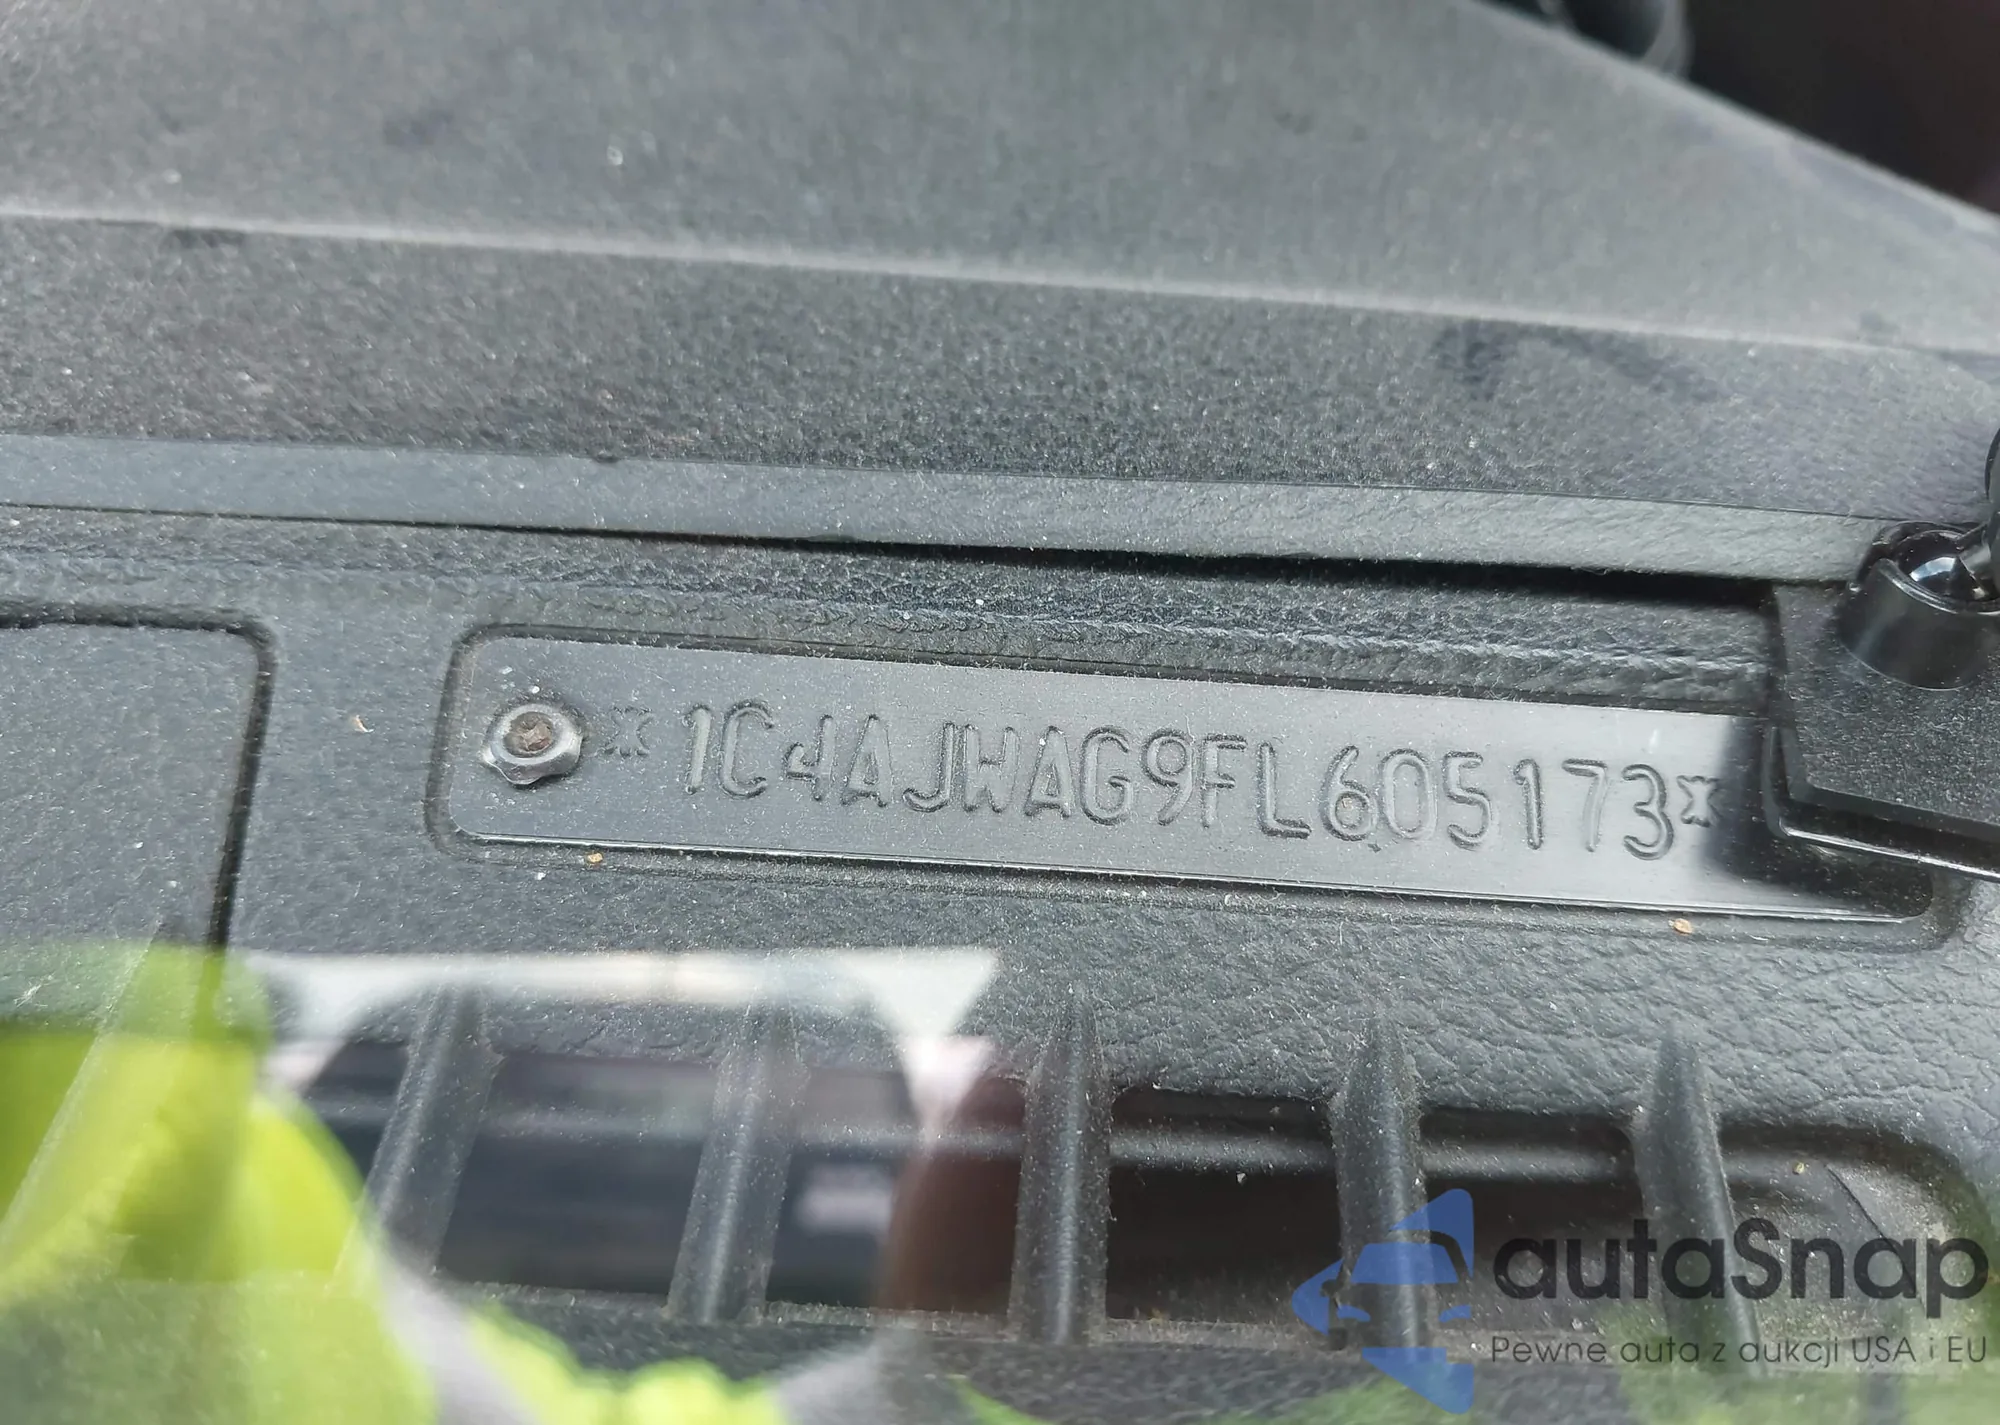 *1C4AJWAG9FL605173*
autaSnap
Pewne auta z aukcji USA i EU